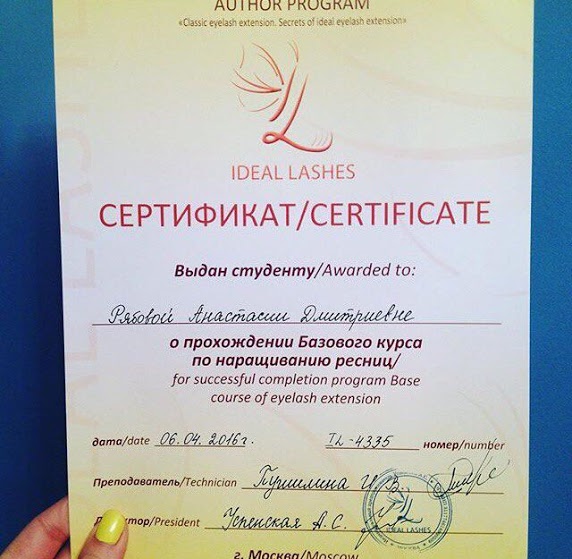 AUTHOR PROGRAM
«Classic eyelash extension. Secrets of ideal eyelash extension»
IDEAL LASHES
СЕРТИФИКАТ/CERTIFICATE
Выдан студенту/Awarded to:
Рябовой Анастасии Дмитриевне
о прохождении Базового курса
по наращиванию ресниц/
for successful completion program Base
course of eyelash extension
дата/date 06.04.2016г. IL-4335 номер/number
Преподаватель/Technician Пушилина И.В.
/President Успенская А.С.
IDEAL LASHES
г. Москва/Moscow